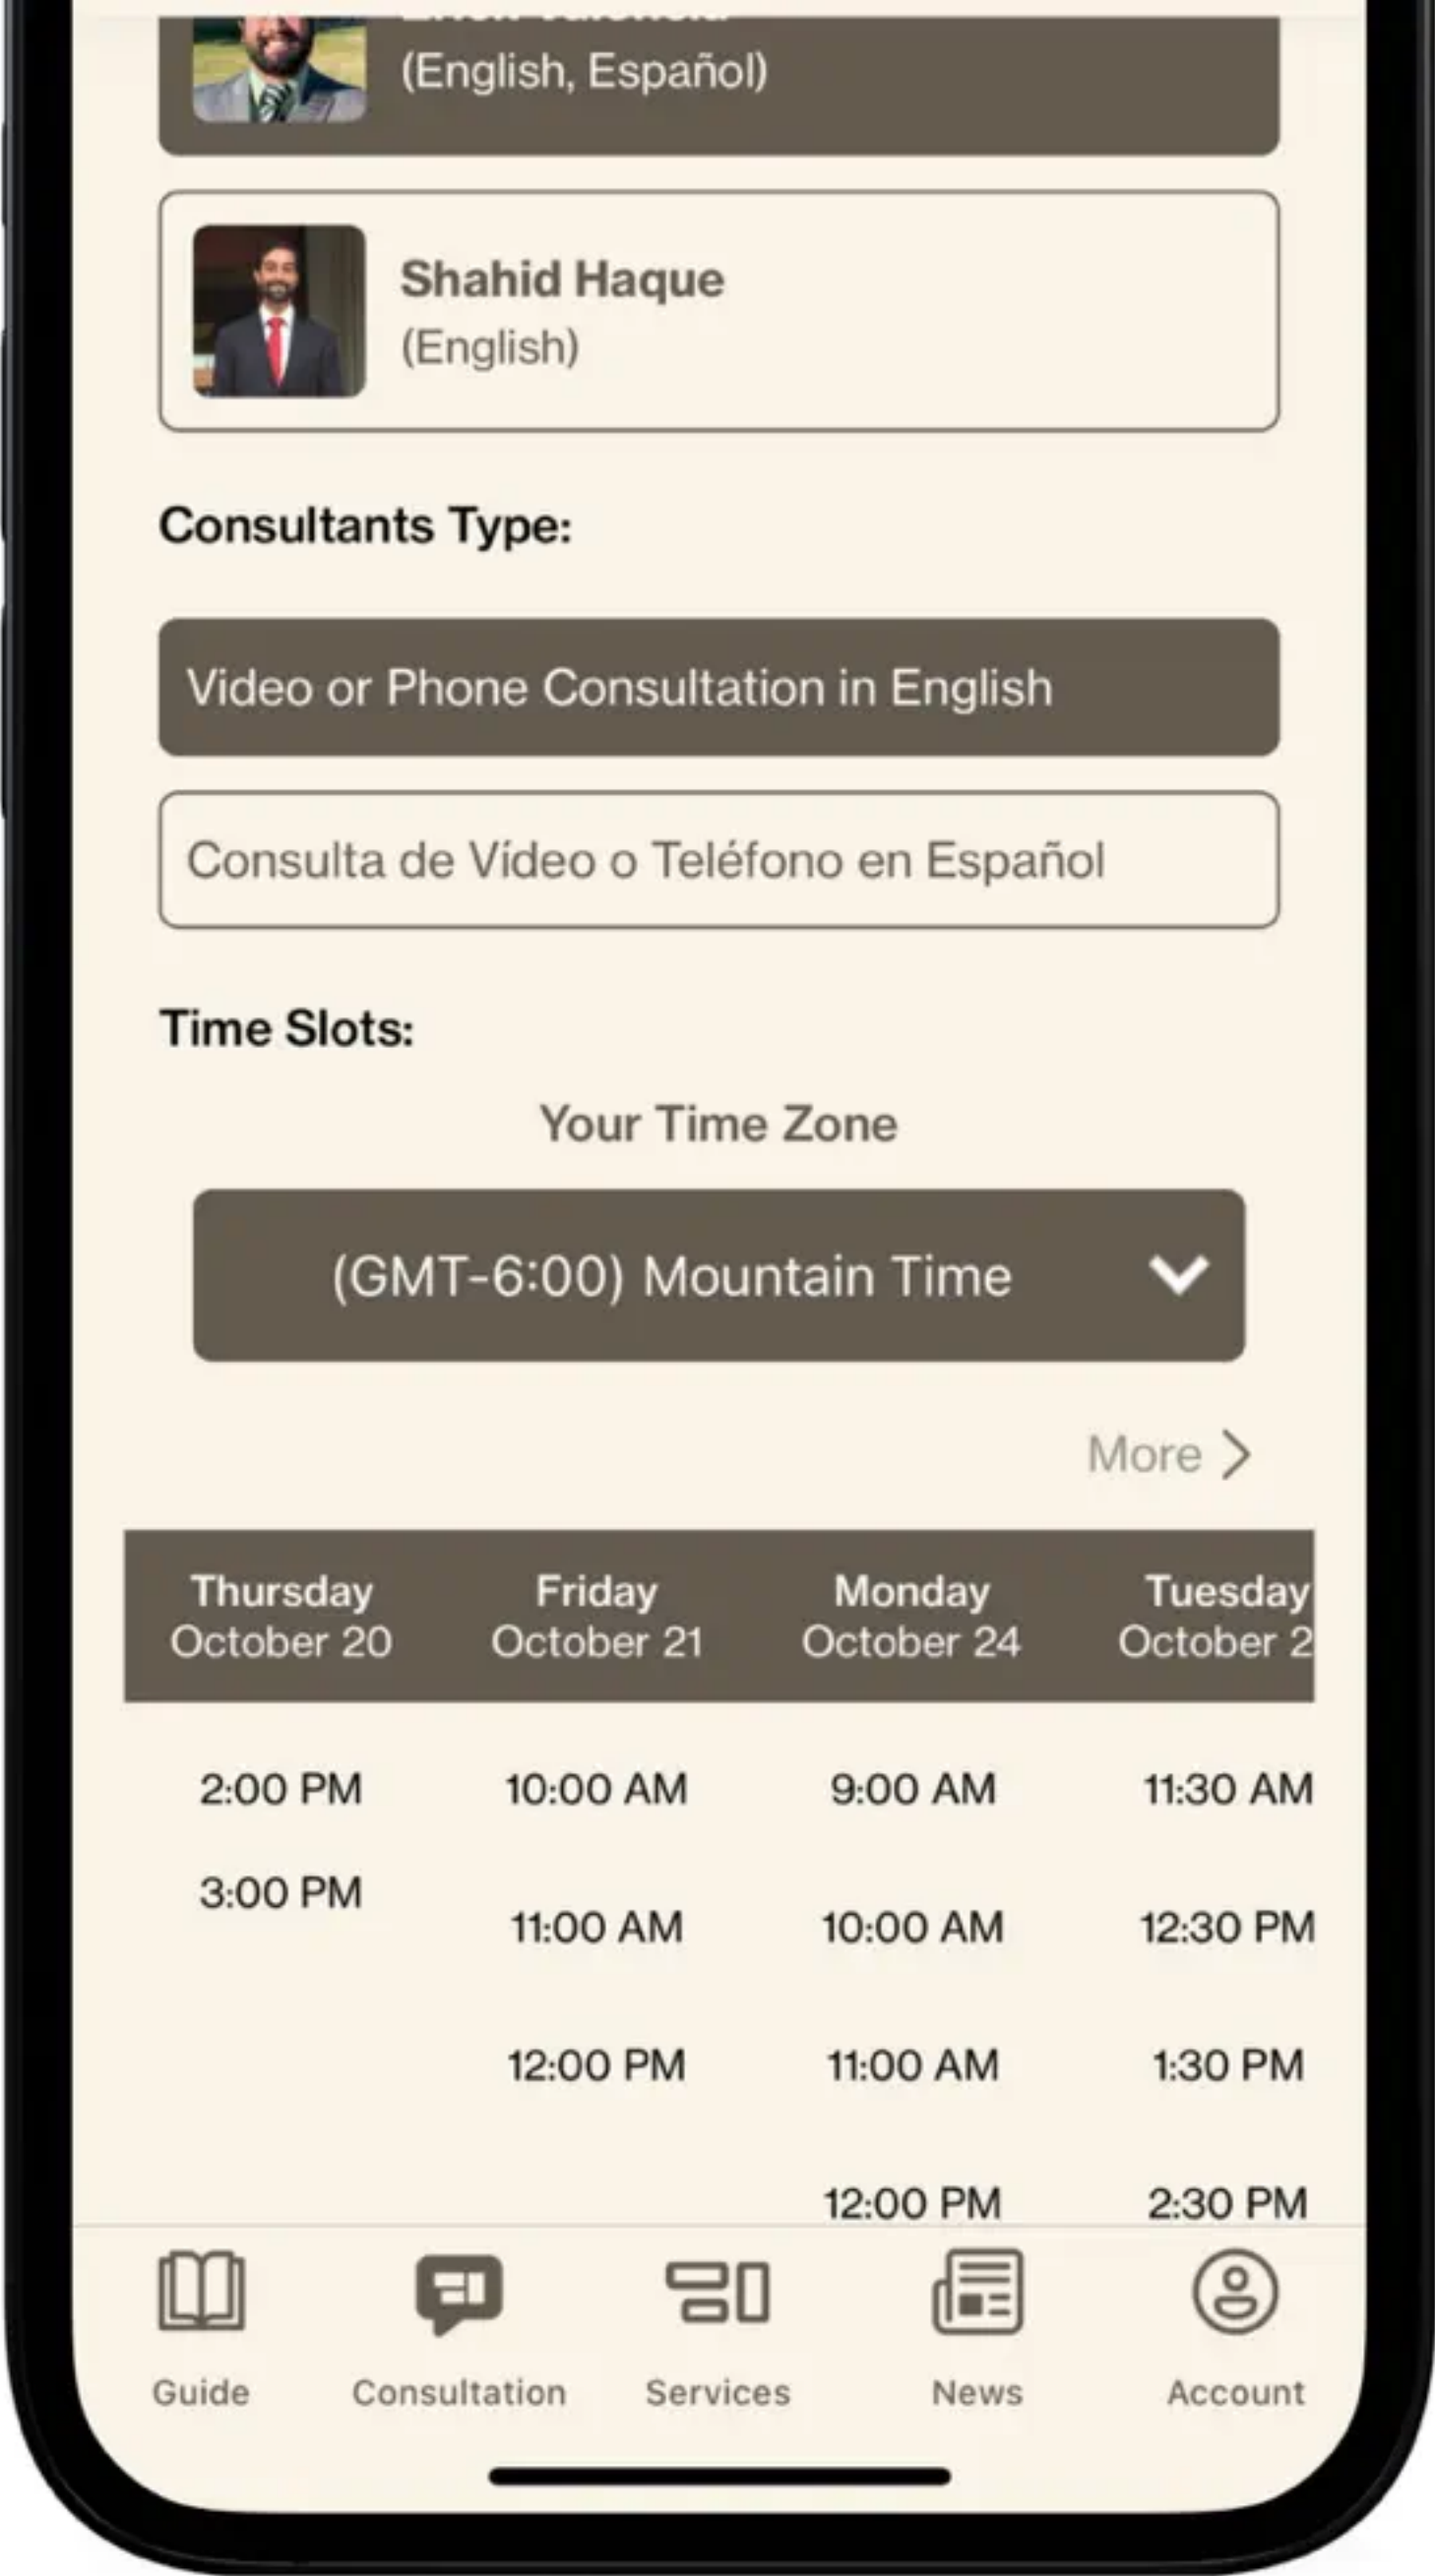 (English, Español)
Shahid Haque
(English)
Consultants Type:
Video or Phone Consultation in English
Consulta de Vídeo o Teléfono en Español
Time Slots:
Your Time Zone
(GMT-6:00) Mountain Time
More
Thursday Friday Monday Tuesday
October 20 October 21 October 24 October 2
2:00 PM 10:00 AM 9:00 AM 11:30 AM
3:00 PM
11:00 AM 10:00 AM 12:30 PM
12:00 PM 11:00 AM 1:30 PM
12:00 PM 2:30 PM
Guide Consultation Services News Account